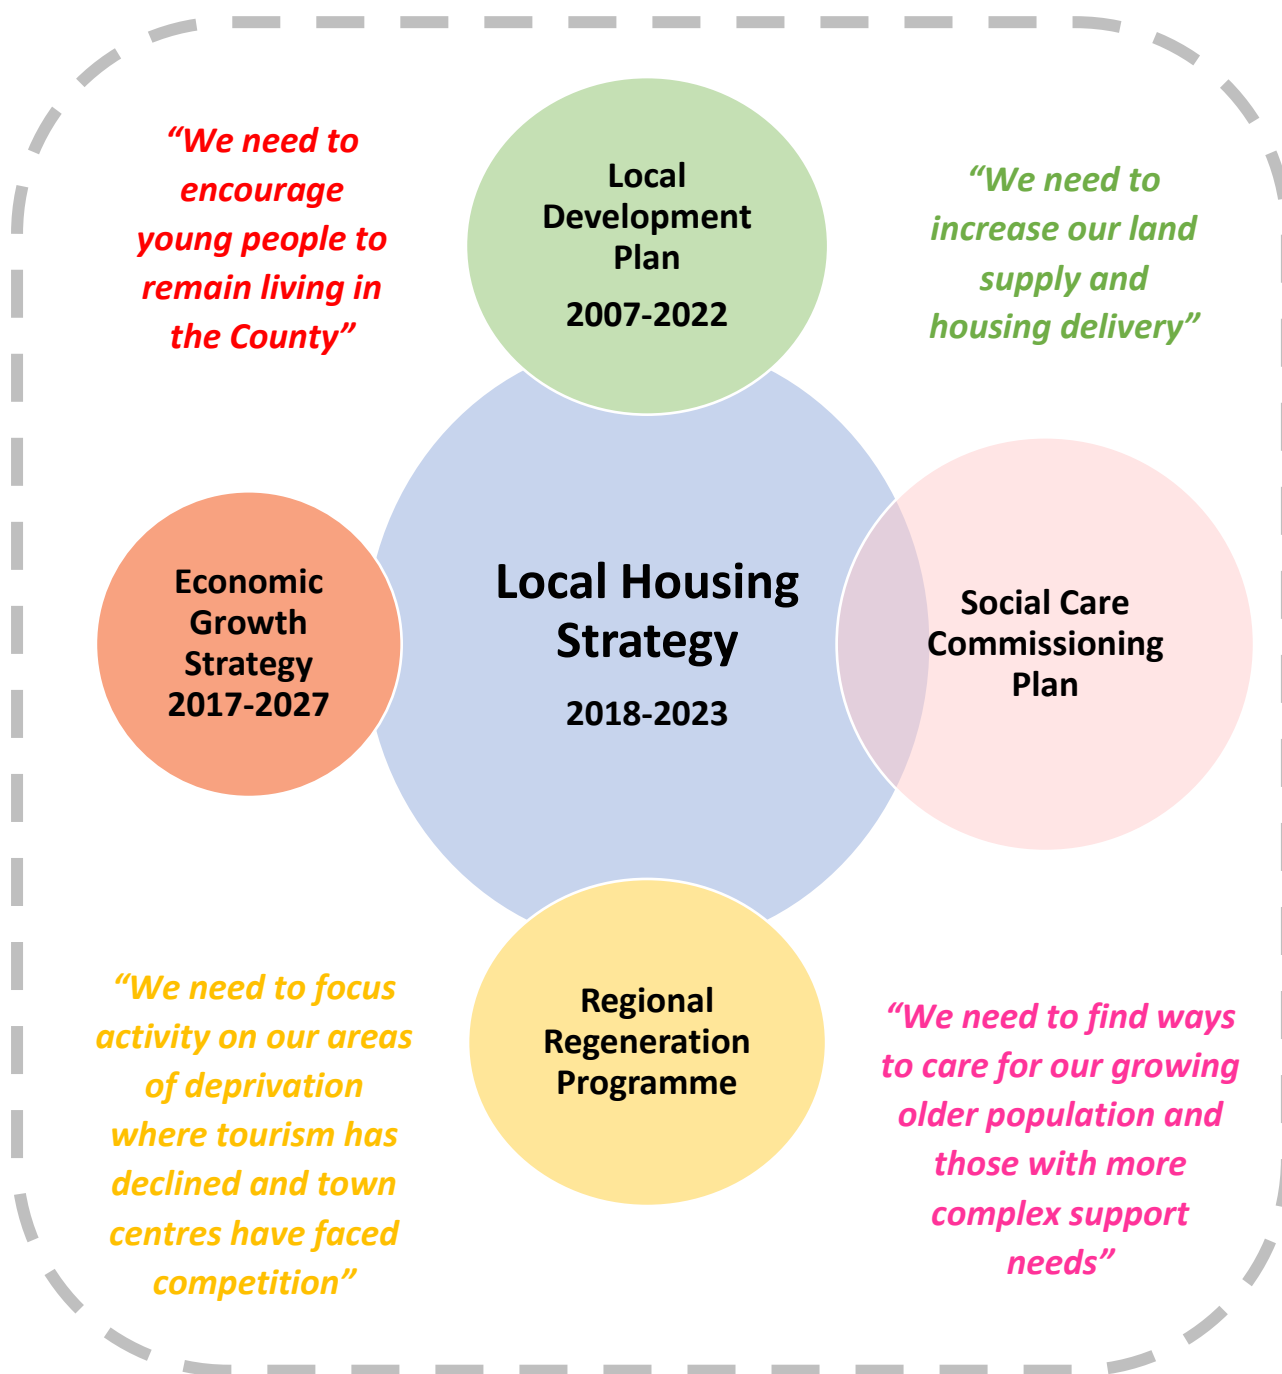 “We need to
encourage
young people to
remain living in
the County”
Local
Development
Plan
2007-2022
“We need to
increase our land
supply and
housing delivery”
Economic
Growth
Strategy
2017-2027
Local Housing
Strategy
2018-2023
Social Care
Commissioning
Plan
“We need to focus
activity on our areas
of deprivation
where tourism has
declined and town
centres have faced
competition”
Regional
Regeneration
Programme
“We need to find ways
to care for our growing
older population and
those with more
complex support
needs”